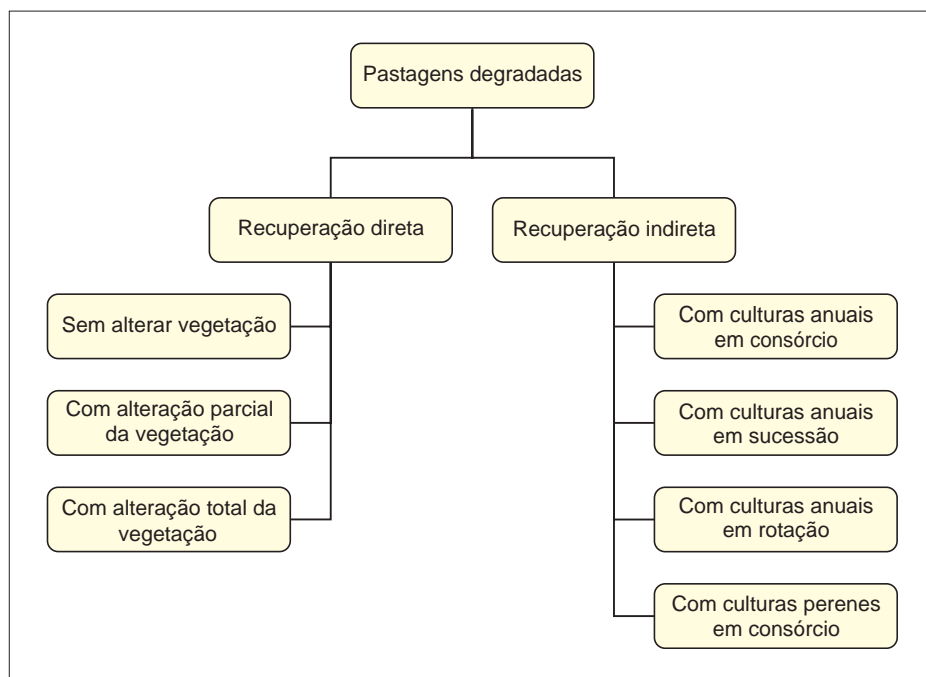 Pastagens degradadas
Recuperação direta
Recuperação indireta
Sem alterar vegetação
Com alteração parcial
da vegetação
Com alteração total da
vegetação
Com culturas anuais
em consórcio
Com culturas anuais
em sucessão
Com culturas anuais
em rotação
Com culturas perenes
em consórcio